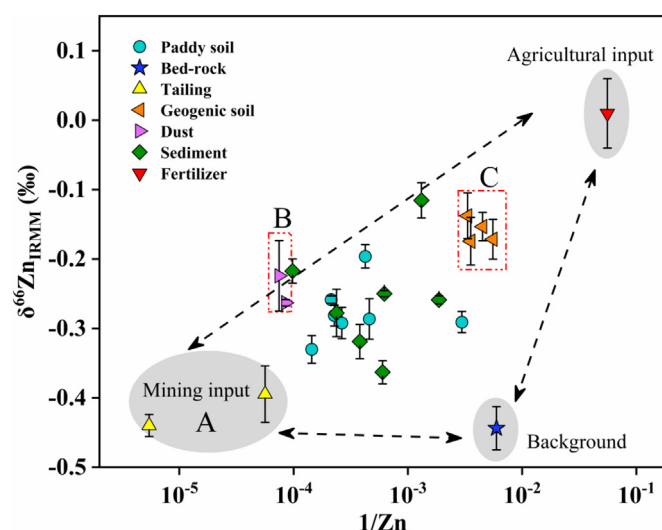 0.1
0.0
-0.1
-0.2
-0.3
-0.4
-0.5
δ⁶⁶Zn_IRMM (‰)
Paddy soil
Bed-rock
Tailing
Geogenic soil
Dust
Sediment
Fertilizer
Agricultural input
B
C
Mining input
A
Background
10⁻⁵
10⁻⁴
10⁻³
10⁻²
10⁻¹
1/Zn